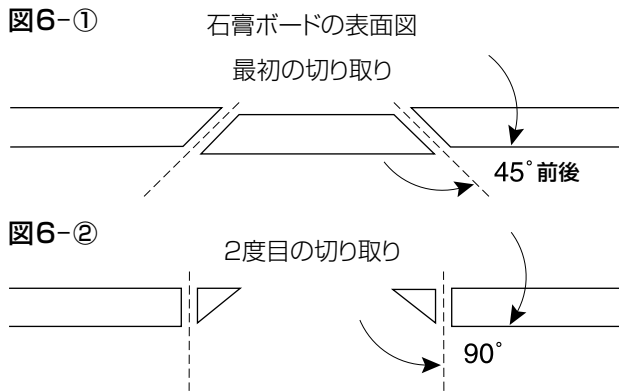 図6-①
石膏ボードの表面図
最初の切り取り
45°前後
図6-②
2度目の切り取り
90°